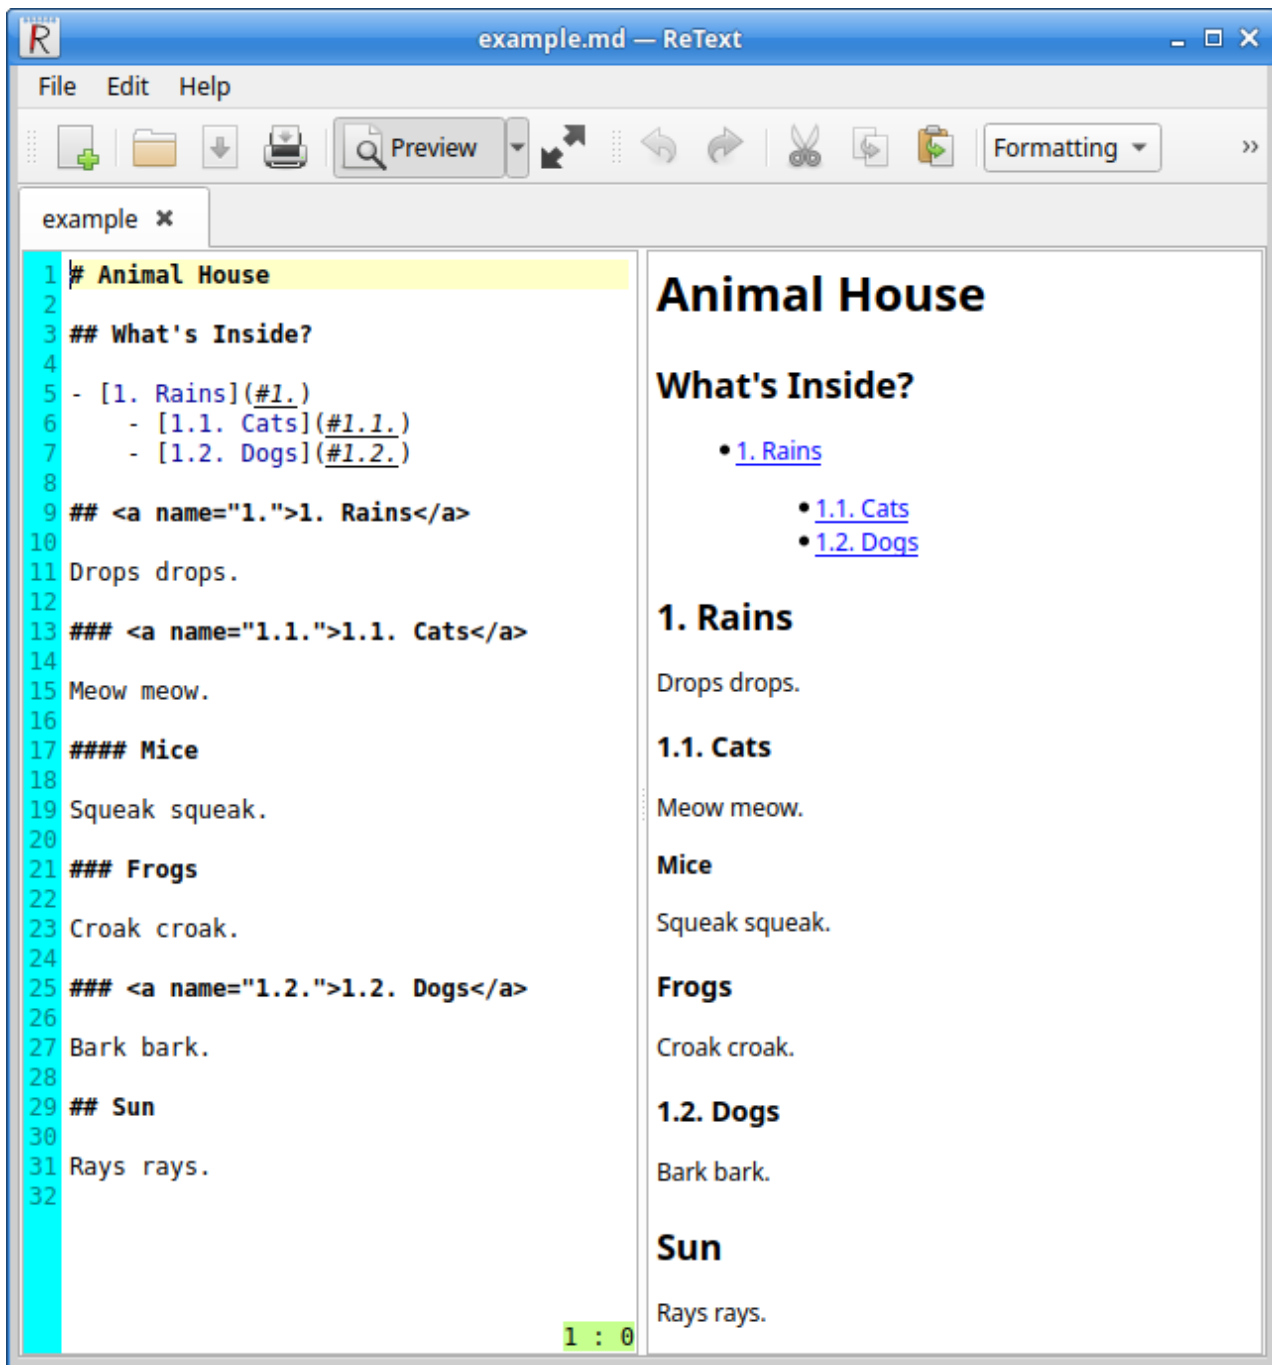 R
example.md — ReText
File Edit Help
Preview Formatting »
example ✖
1 # Animal House
2
3 ## What's Inside?
4
5 - [1. Rains](#1.)
6     - [1.1. Cats](#1.1.)
7     - [1.2. Dogs](#1.2.)
8
9 ## <a name="1.">1. Rains</a>
10
11 Drops drops.
12
13 ### <a name="1.1.">1.1. Cats</a>
14
15 Meow meow.
16
17 #### Mice
18
19 Squeak squeak.
20
21 ### Frogs
22
23 Croak croak.
24
25 ### <a name="1.2.">1.2. Dogs</a>
26
27 Bark bark.
28
29 ## Sun
30
31 Rays rays.
32
1 : 0
Animal House
What's Inside?
• 1. Rains
• 1.1. Cats
• 1.2. Dogs
1. Rains
Drops drops.
1.1. Cats
Meow meow.
Mice
Squeak squeak.
Frogs
Croak croak.
1.2. Dogs
Bark bark.
Sun
Rays rays.